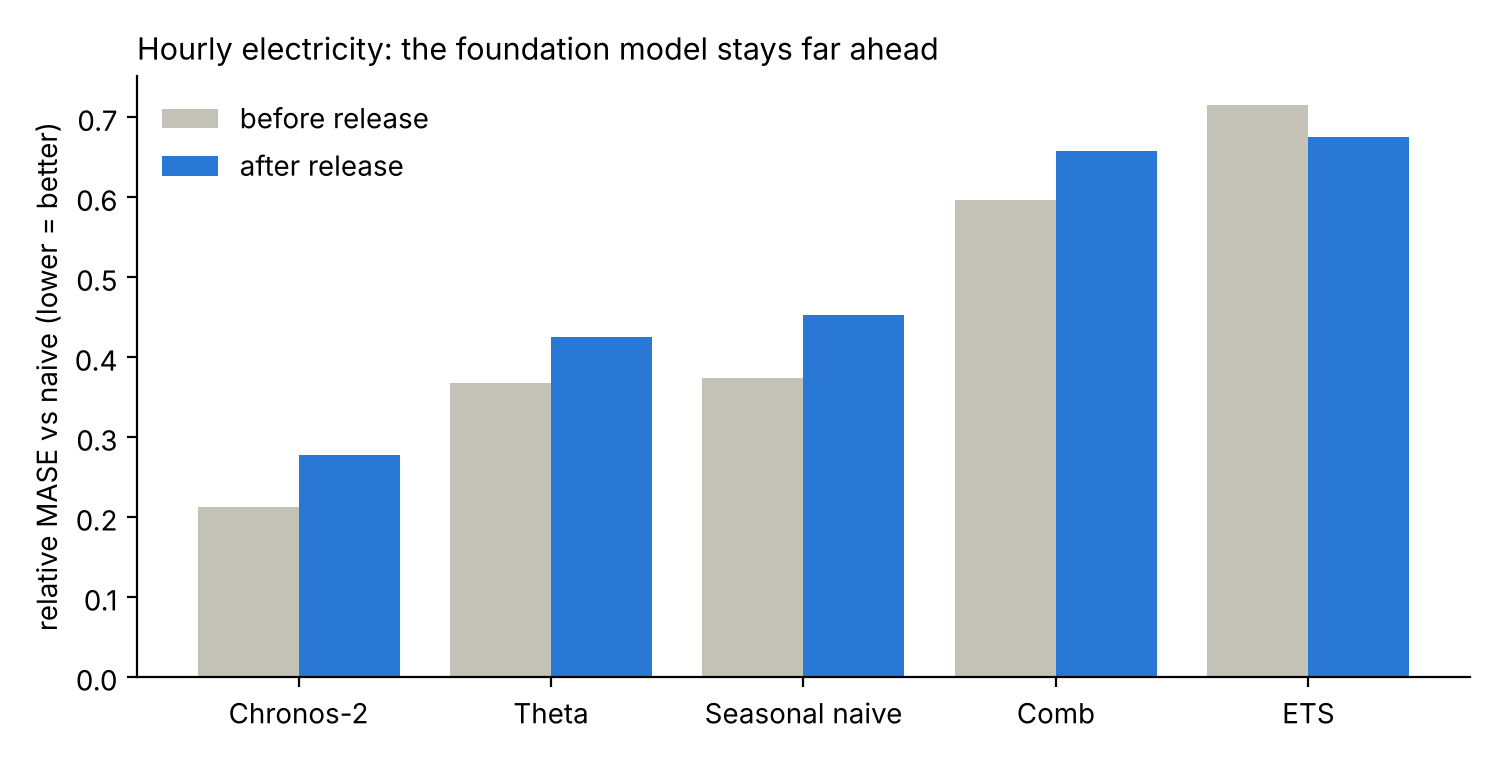 Hourly electricity: the foundation model stays far ahead
before release
after release
relative MASE vs naive (lower = better)
0.7
0.6
0.5
0.4
0.3
0.2
0.1
0.0
Chronos-2
Theta
Seasonal naive
Comb
ETS